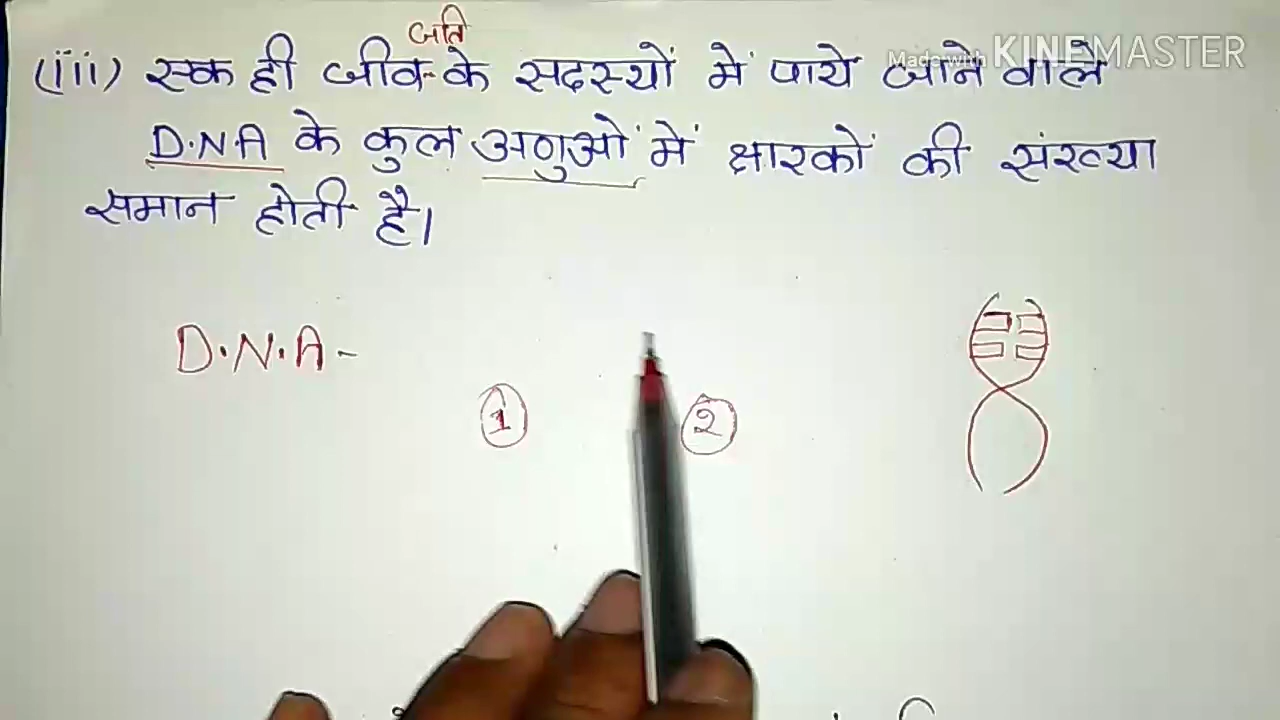 जाति
(iii) एक ही जीव के सदस्यों में पाये जाने वाले
Made with KINEMASTER
D.N.A के कुल अणुओं में क्षारकों की संख्या
समान होती है।
D.N.A -
1 2